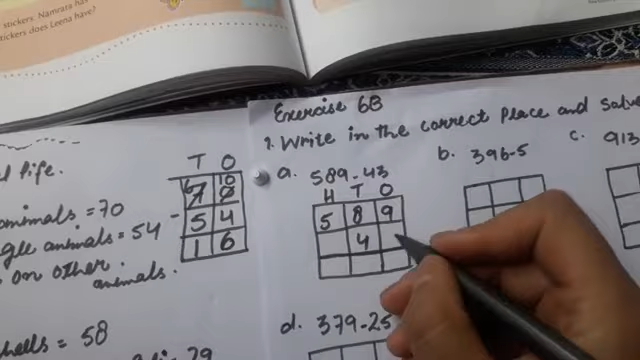 stickers. Namrata has
stickers does Leena have?
Exercise 6B
1. Write in the correct place and solve
a. 589-43
b. 396-5
c. 913
H T O
5 8 9
4
d. 379-25
l life.
animals = 70
animals = 54
on other
animals.
T O
6 10
7 0
- 5 4
1 6
hells = 58